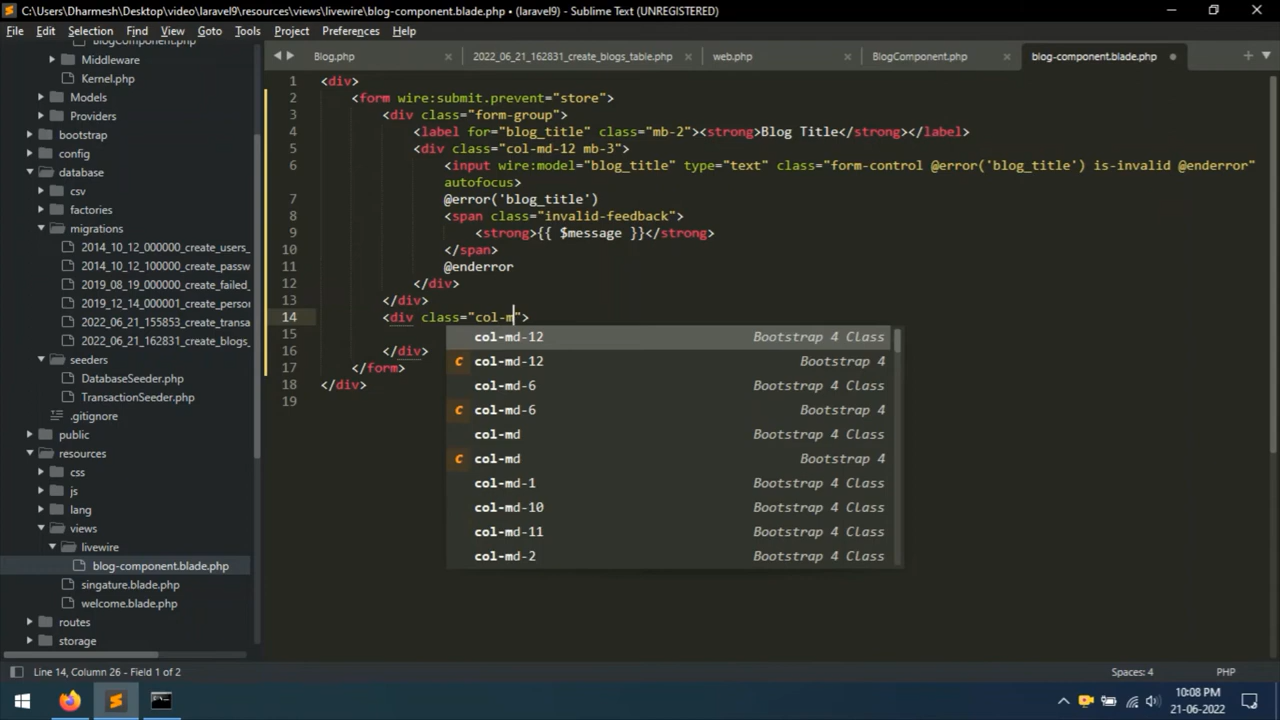 C:\Users\Dharmesh\Desktop\video\laravel9\resources\views\livewire\blog-component.blade.php • (laravel9) - Sublime Text (UNREGISTERED)
File Edit Selection Find View Goto Tools Project Preferences Help
BlogComponent.php
Middleware
Kernel.php
Models
Providers
bootstrap
config
database
csv
factories
migrations
2014_10_12_000000_create_users_
2014_10_12_100000_create_passw
2019_08_19_000000_create_failed_
2019_12_14_000001_create_person
2022_06_21_155853_create_transa
2022_06_21_162831_create_blogs_
seeders
DatabaseSeeder.php
TransactionSeeder.php
.gitignore
public
resources
css
js
lang
views
livewire
blog-component.blade.php
singature.blade.php
welcome.blade.php
routes
storage
Blog.php 2022_06_21_162831_create_blogs_table.php web.php BlogComponent.php blog-component.blade.php
1 <div>
2 <form wire:submit.prevent="store">
3 <div class="form-group">
4 <label for="blog_title" class="mb-2"><strong>Blog Title</strong></label>
5 <div class="col-md-12 mb-3">
6 <input wire:model="blog_title" type="text" class="form-control @error('blog_title') is-invalid @enderror"
autofocus>
7 @error('blog_title')
8 <span class="invalid-feedback">
9 <strong>{{ $message }}</strong>
10 </span>
11 @enderror
12 </div>
13 </div>
14 <div class="col-m">
15
16 </div>
17 </form>
18 </div>
19
col-md-12 Bootstrap 4 Class
C col-md-12 Bootstrap 4
col-md-6 Bootstrap 4 Class
C col-md-6 Bootstrap 4
col-md Bootstrap 4 Class
C col-md Bootstrap 4
col-md-1 Bootstrap 4 Class
col-md-10 Bootstrap 4 Class
col-md-11 Bootstrap 4 Class
col-md-2 Bootstrap 4 Class
Line 14, Column 26 - Field 1 of 2 Spaces: 4 PHP
10:08 PM
21-06-2022